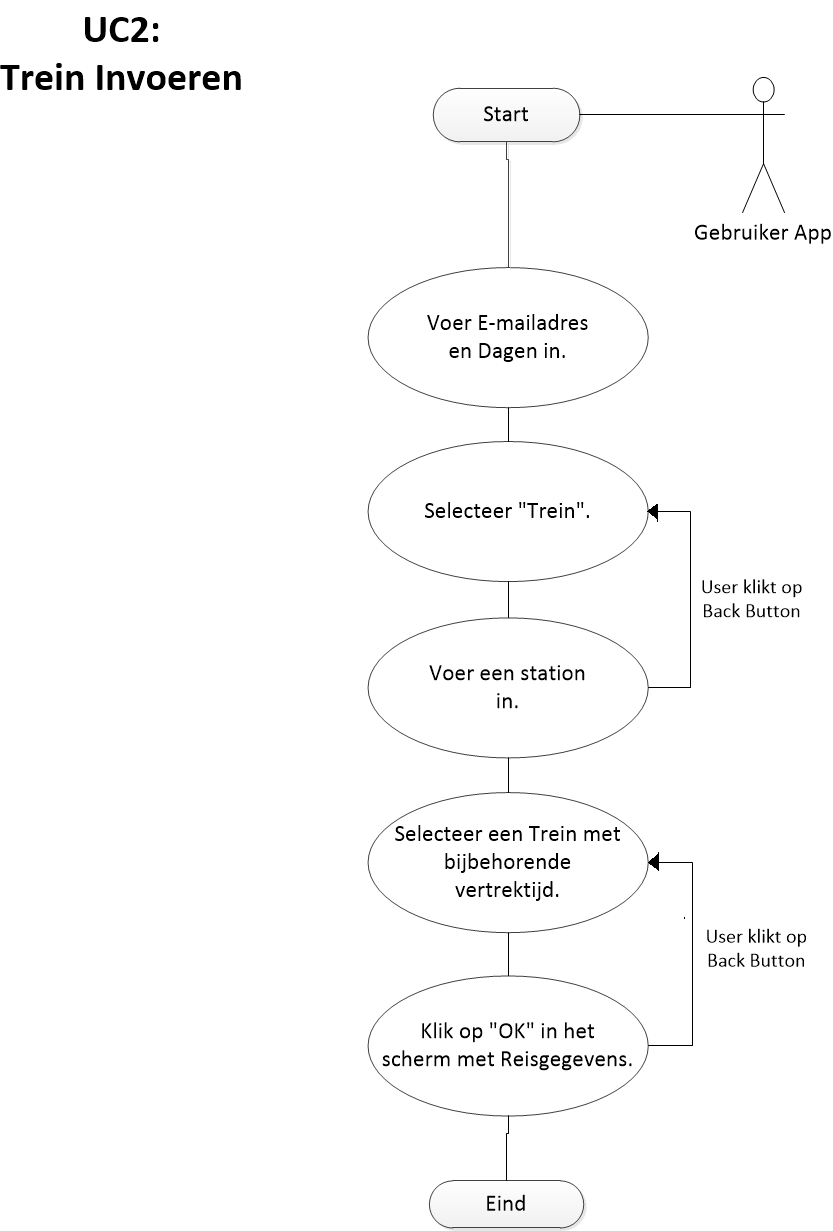 UC2:
Trein Invoeren
Start
Gebruiker App
Voer E-mailadres
en Dagen in.
Selecteer "Trein".
User klikt op
Back Button
Voer een station
in.
Selecteer een Trein met
bijbehorende
vertrektijd.
User klikt op
Back Button
Klik op "OK" in het
scherm met Reisgegevens.
Eind